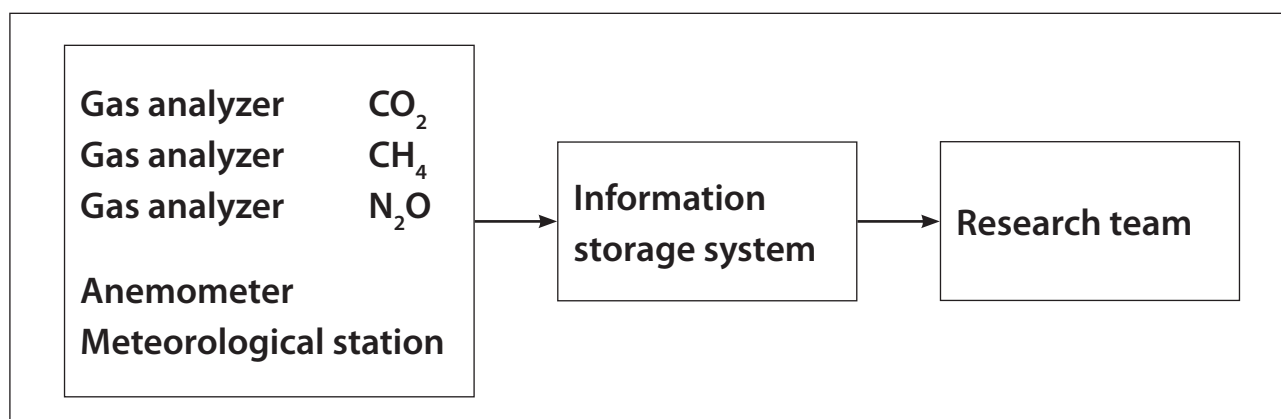 Gas analyzer CO₂
Gas analyzer CH₄
Gas analyzer N₂O
Anemometer
Meteorological station
Information
storage system
Research team